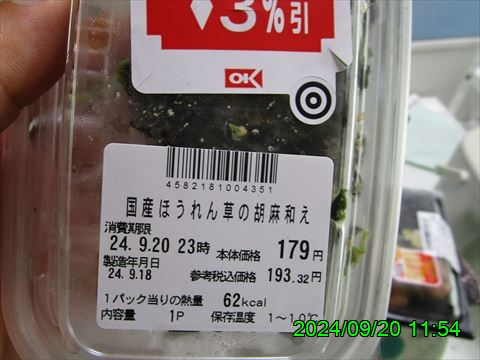 3%引
OK
4582181004351
国産ほうれん草の胡麻和え
消費期限
24. 9.20 23時 本体価格 179円
製造年月日
24. 9.18 参考税込価格 193.32円
1パック当りの熱量 62kcal
内容量 1P 保存温度 1〜10℃
2024/09/20 11:54